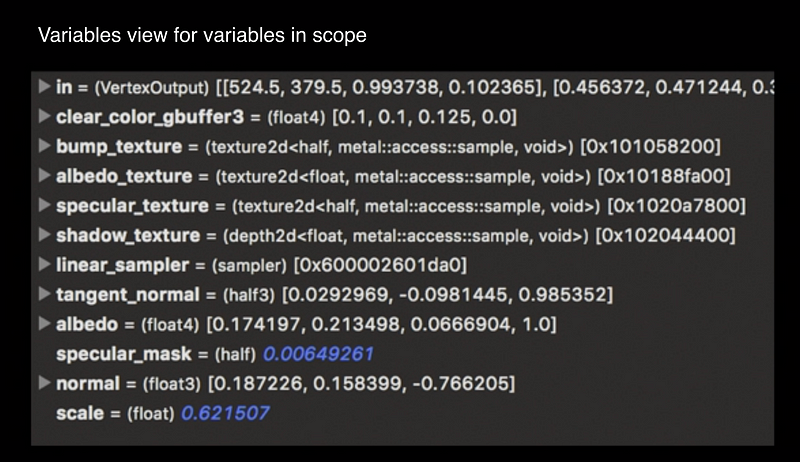 Variables view for variables in scope
in = (VertexOutput) [[524.5, 379.5, 0.993738, 0.102365], [0.456372, 0.471244,
clear_color_gbuffer3 = (float4) [0.1, 0.1, 0.125, 0.0]
bump_texture = (texture2d<half, metal::access::sample, void>) [0x101058200]
albedo_texture = (texture2d<float, metal::access::sample, void>) [0x10188fa00]
specular_texture = (texture2d<half, metal::access::sample, void>) [0x1020a7800]
shadow_texture = (depth2d<float, metal::access::sample, void>) [0x102044400]
linear_sampler = (sampler) [0x600002601da0]
tangent_normal = (half3) [0.0292969, -0.0981445, 0.985352]
albedo = (float4) [0.174197, 0.213498, 0.0666904, 1.0]
specular_mask = (half) 0.00649261
normal = (float3) [0.187226, 0.158399, -0.766205]
scale = (float) 0.621507